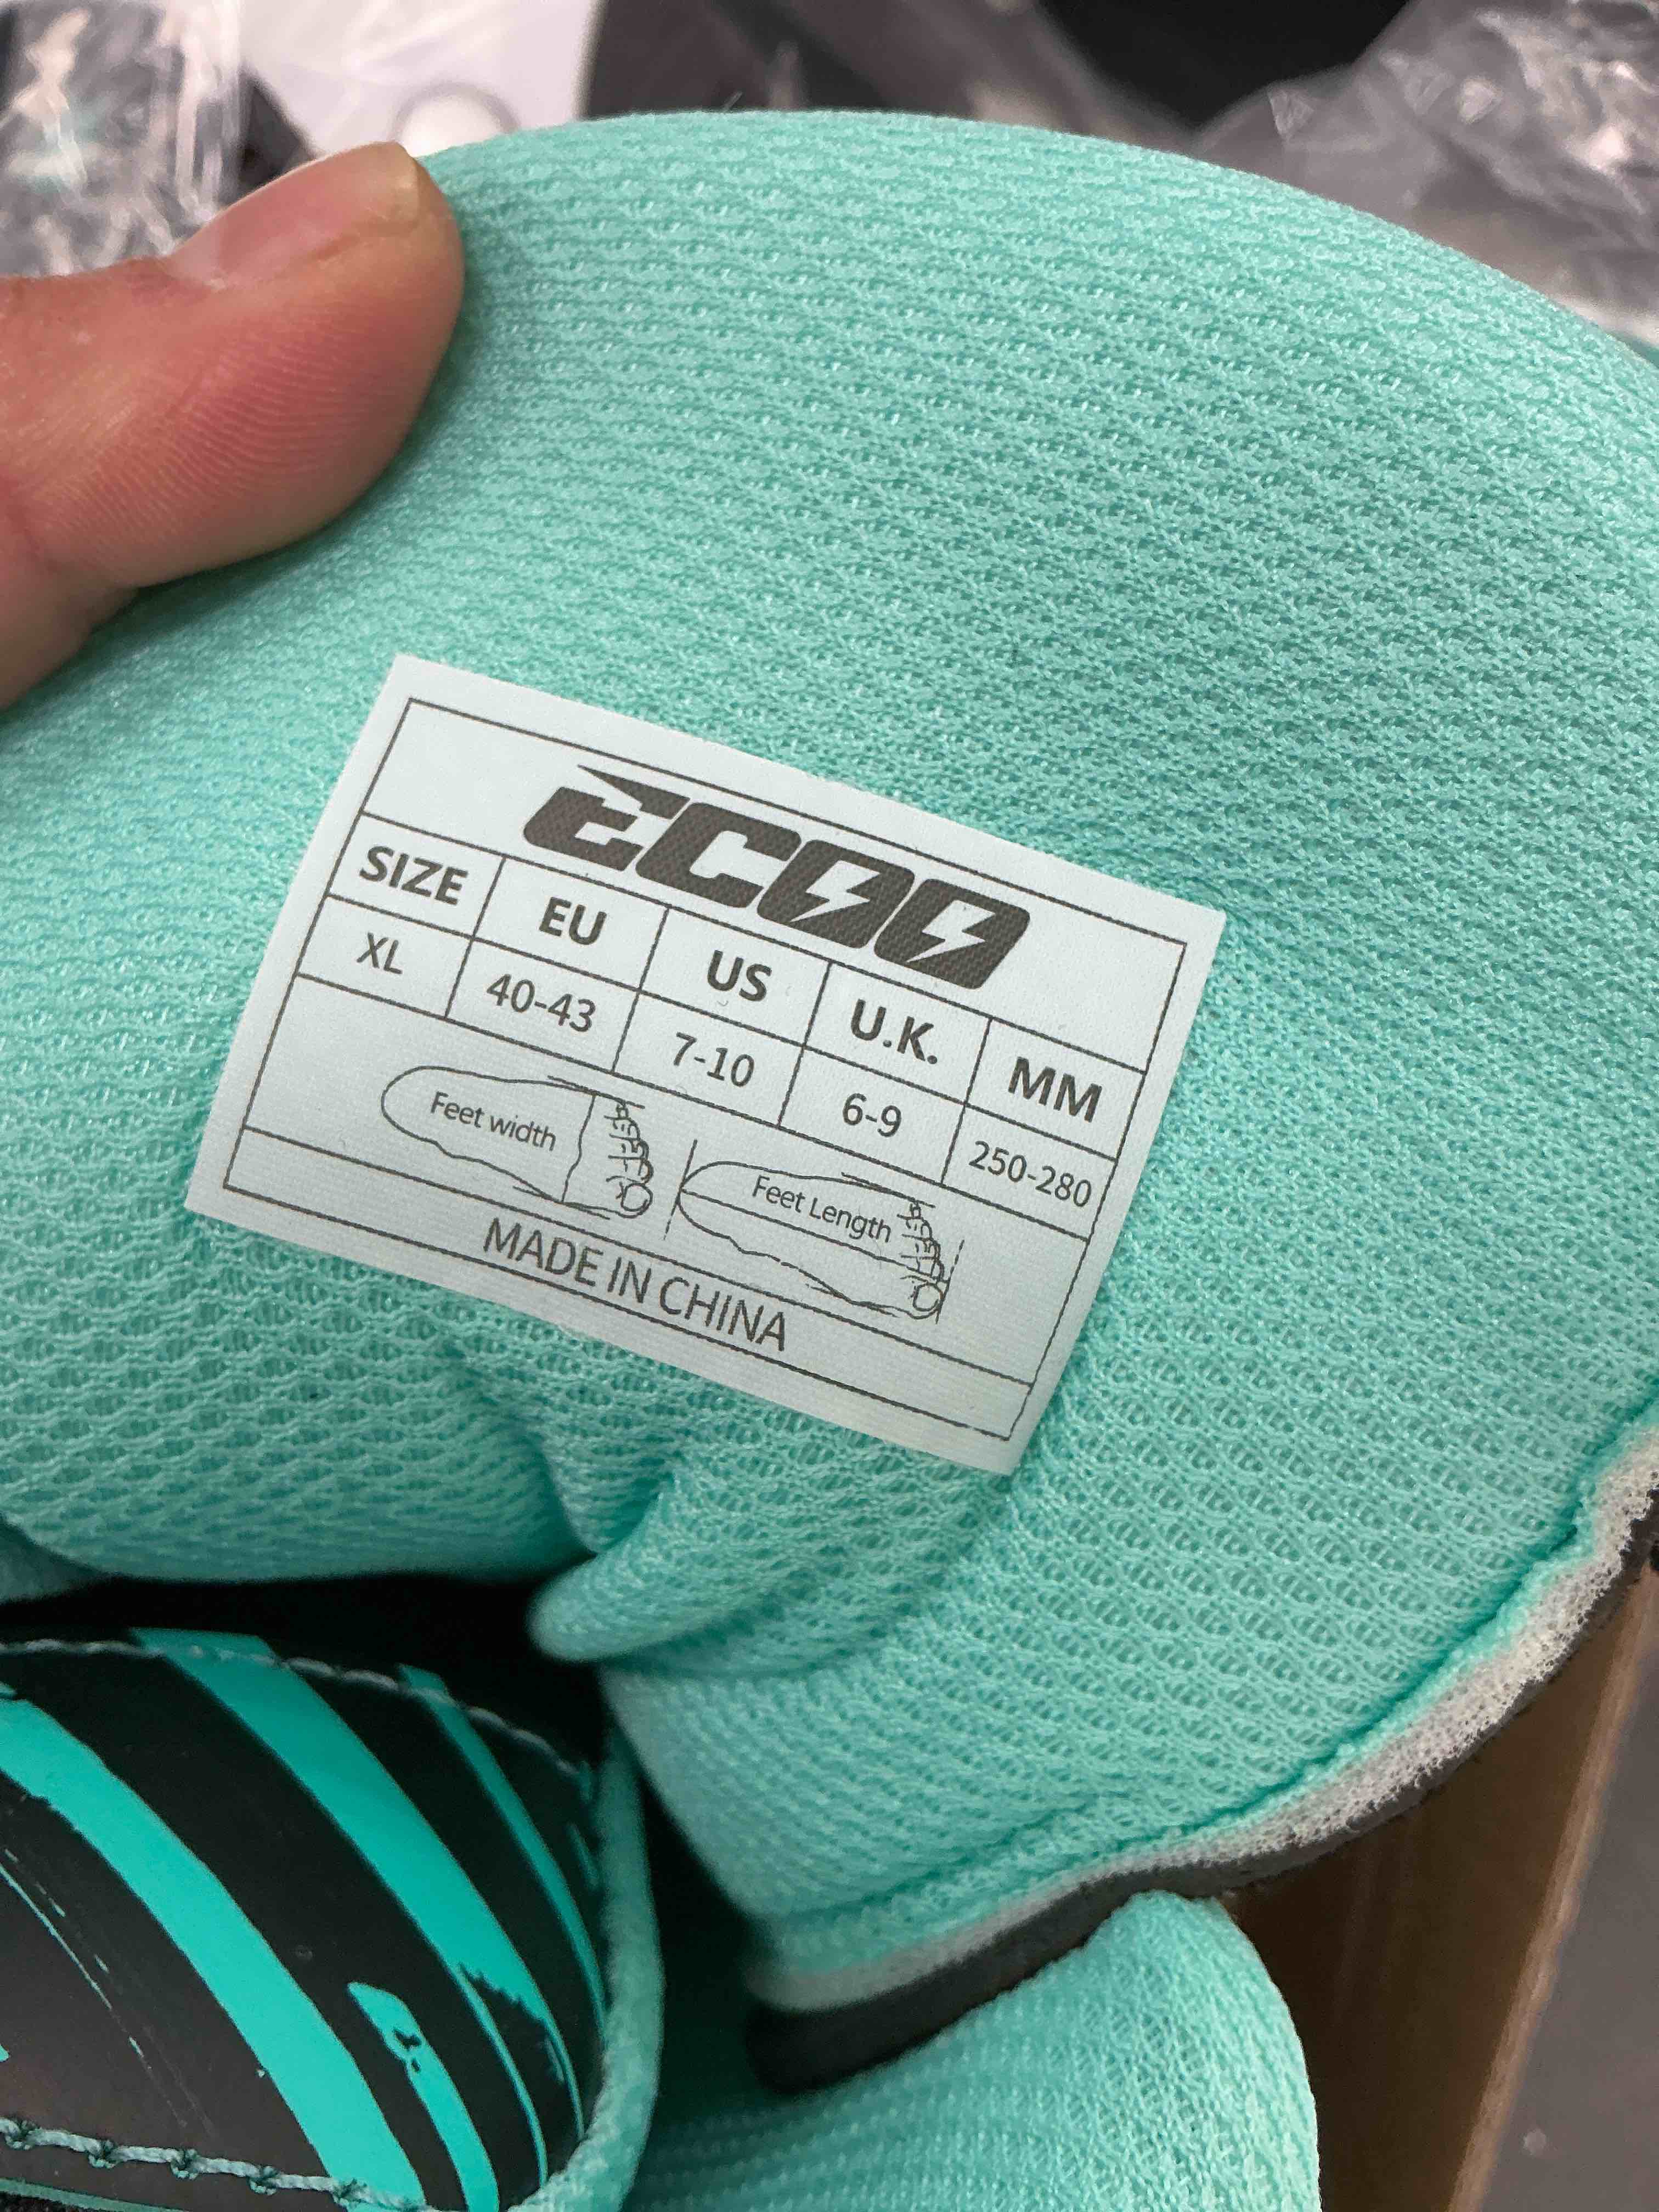 ECOO
SIZE EU US U.K. MM
XL 40-43 7-10 6-9 250-280
Feet width Feet Length
MADE IN CHINA